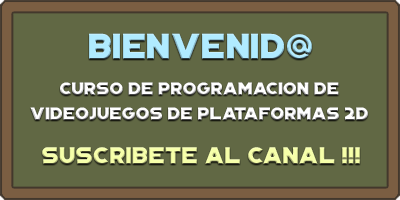 BIENVENID@
CURSO DE PROGRAMACION DE
VIDEOJUEGOS DE PLATAFORMAS 2D
SUSCRIBETE AL CANAL !!!